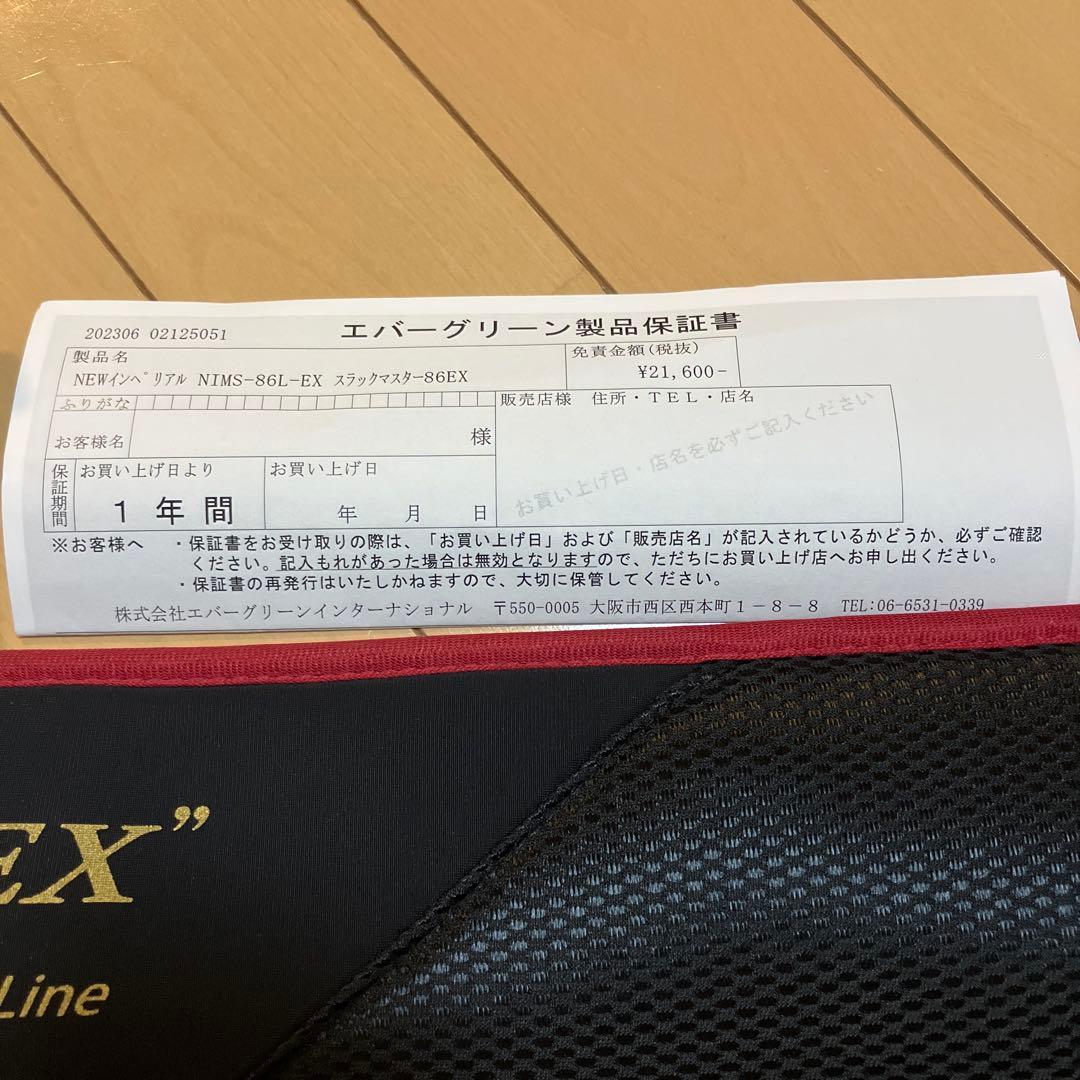 202306 02125051 エバーグリーン製品保証書
製品名
NEWインペリアル NIMS-86L-EX スラックマスター86EX
免責金額(税抜)
¥21,600-
ふりがな
お客様名 様
販売店様 住所・TEL・店名
お買い上げ日・店名を必ずご記入ください
保証期間
お買い上げ日より
1年間
お買い上げ日
年 月 日
※お客様へ ・保証書をお受け取りの際は、「お買い上げ日」および「販売店名」が記入されているかどうか、必ずご確認
ください。記入もれがあった場合は無効となりますので、ただちにお買い上げ店へお申し出ください。
・保証書の再発行はいたしかねますので、大切に保管してください。
株式会社エバーグリーンインターナショナル 〒550-0005 大阪市西区西本町1-8-8 TEL:06-6531-0339
EX”
Line